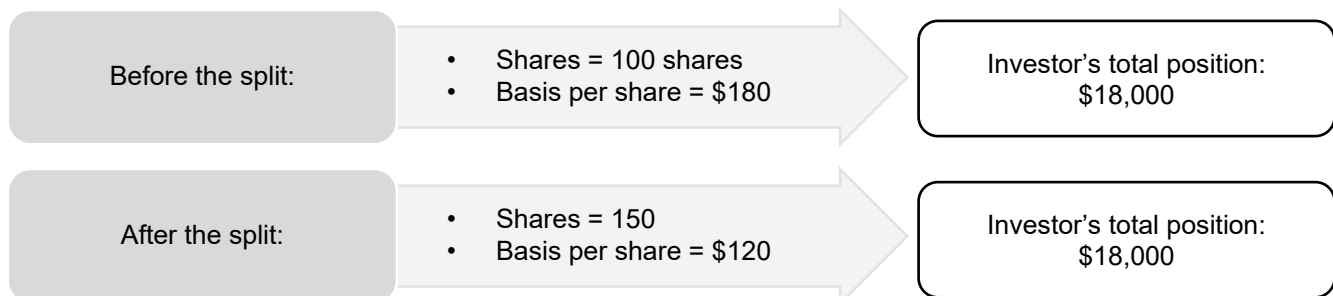 Before the split:
• Shares = 100 shares
• Basis per share = $180
Investor’s total position:
$18,000
After the split:
• Shares = 150
• Basis per share = $120
Investor’s total position:
$18,000